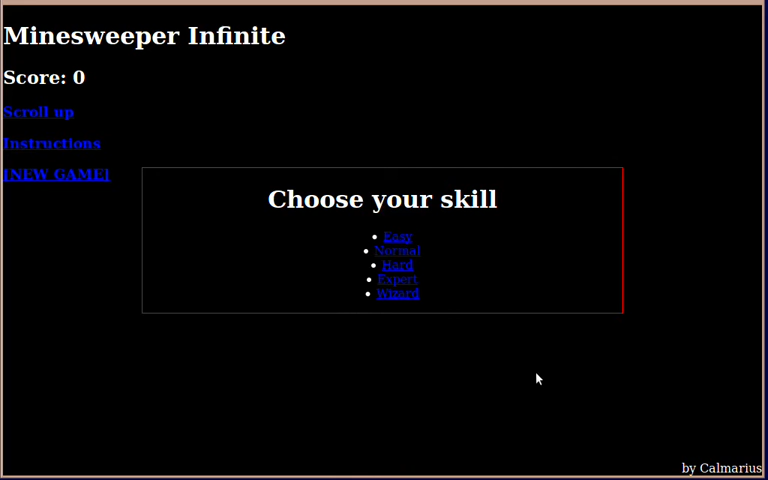 Minesweeper Infinite
Score: 0
Scroll up
Instructions
[NEW GAME]
Choose your skill
Easy
Normal
Hard
Expert
Wizard
by Calmarius